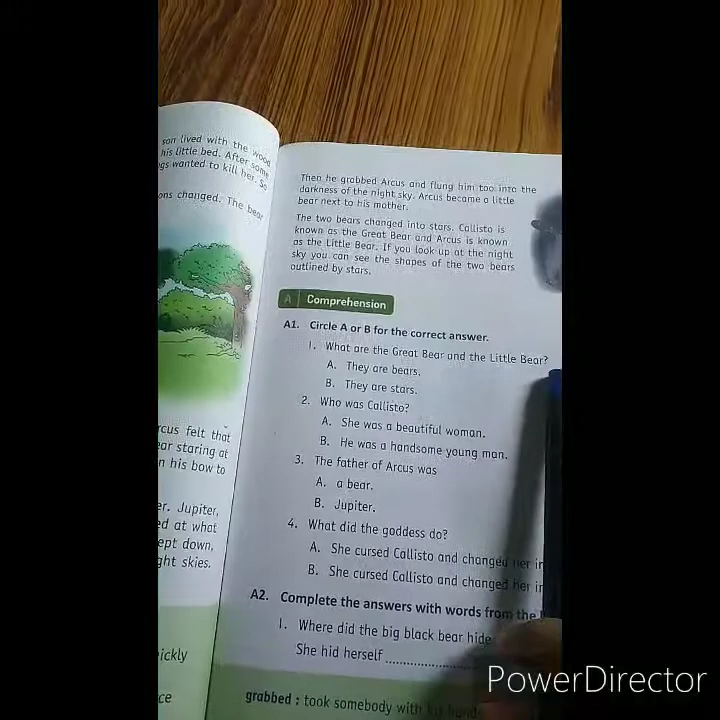 son lived with the wood
his little bed. After some
gs wanted to kill her. So
ons changed. The bear
rcus felt that
ear staring at
n his bow to
er. Jupiter,
ed at what
ept down,
ght skies.
ickly
ce
Then he grabbed Arcus and flung him too into the
darkness of the night sky. Arcus became a little
bear next to his mother.
The two bears changed into stars. Callisto is
known as the Great Bear and Arcus is known
as the Little Bear. If you look up at the night
sky you can see the shapes of the two bears
outlined by stars.
A Comprehension
A1. Circle A or B for the correct answer.
1. What are the Great Bear and the Little Bear?
A. They are bears.
B. They are stars.
2. Who was Callisto?
A. She was a beautiful woman.
B. He was a handsome young man.
3. The father of Arcus was
A. a bear.
B. Jupiter.
4. What did the goddess do?
A. She cursed Callisto and changed her in
B. She cursed Callisto and changed her in
A2. Complete the answers with words from the
1. Where did the big black bear hide
She hid herself
grabbed : took somebody with
PowerDirector